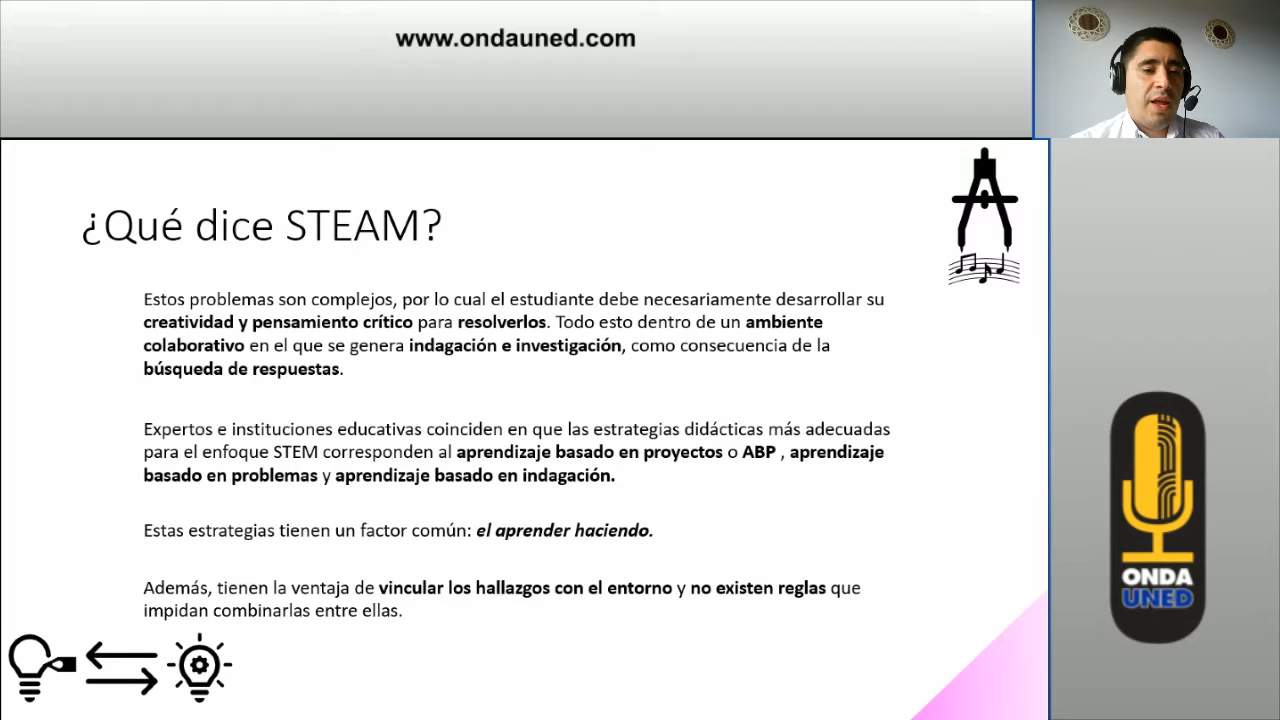 www.ondauned.com
¿Qué dice STEAM?
Estos problemas son complejos, por lo cual el estudiante debe necesariamente desarrollar su
creatividad y pensamiento crítico para resolverlos. Todo esto dentro de un ambiente
colaborativo en el que se genera indagación e investigación, como consecuencia de la
búsqueda de respuestas.
Expertos e instituciones educativas coinciden en que las estrategias didácticas más adecuadas
para el enfoque STEM corresponden al aprendizaje basado en proyectos o ABP , aprendizaje
basado en problemas y aprendizaje basado en indagación.
Estas estrategias tienen un factor común: el aprender haciendo.
Además, tienen la ventaja de vincular los hallazgos con el entorno y no existen reglas que
impidan combinarlas entre ellas.
ONDA
UNED